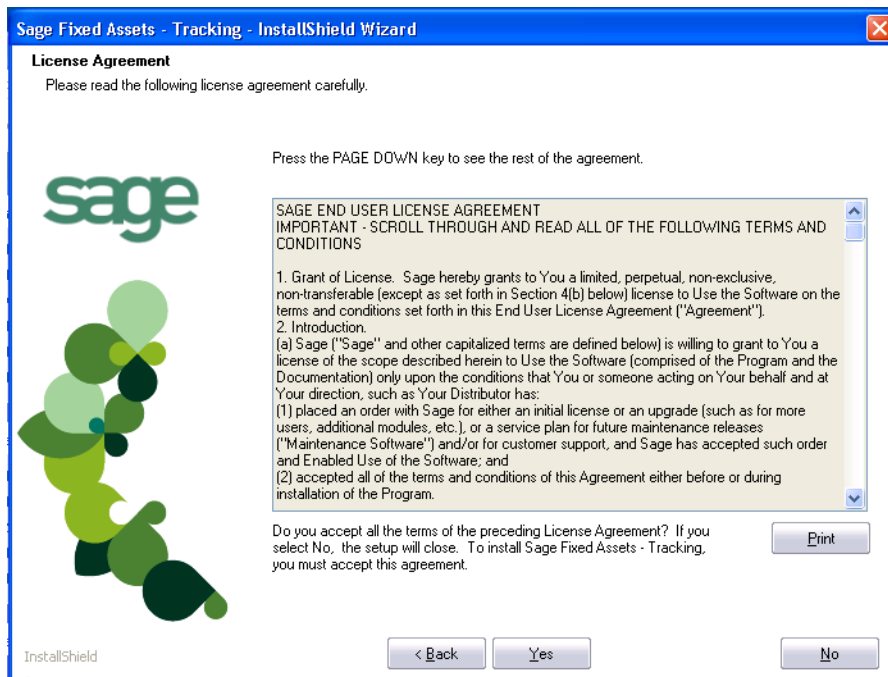 Sage Fixed Assets - Tracking - InstallShield Wizard
License Agreement
Please read the following license agreement carefully.
Press the PAGE DOWN key to see the rest of the agreement.
sage
SAGE END USER LICENSE AGREEMENT
IMPORTANT - SCROLL THROUGH AND READ ALL OF THE FOLLOWING TERMS AND
CONDITIONS
1. Grant of License.  Sage hereby grants to You a limited, perpetual, non-exclusive,
non-transferable (except as set forth in Section 4(b) below) license to Use the Software on the
terms and conditions set forth in this End User License Agreement ("Agreement").
2. Introduction.
(a) Sage ("Sage" and other capitalized terms are defined below) is willing to grant to You a
license of the scope described herein to Use the Software (comprised of the Program and the
Documentation) only upon the conditions that You or someone acting on Your behalf and at
Your direction, such as Your Distributor has:
(1) placed an order with Sage for either an initial license or an upgrade (such as for more
users, additional modules, etc.), or a service plan for future maintenance releases
("Maintenance Software") and/or for customer support, and Sage has accepted such order
and Enabled Use of the Software; and
(2) accepted all of the terms and conditions of this Agreement either before or during
installation of the Program.
Do you accept all the terms of the preceding License Agreement?  If you
select No,  the setup will close.  To install Sage Fixed Assets - Tracking,
you must accept this agreement.
Print
InstallShield
< Back
Yes
No